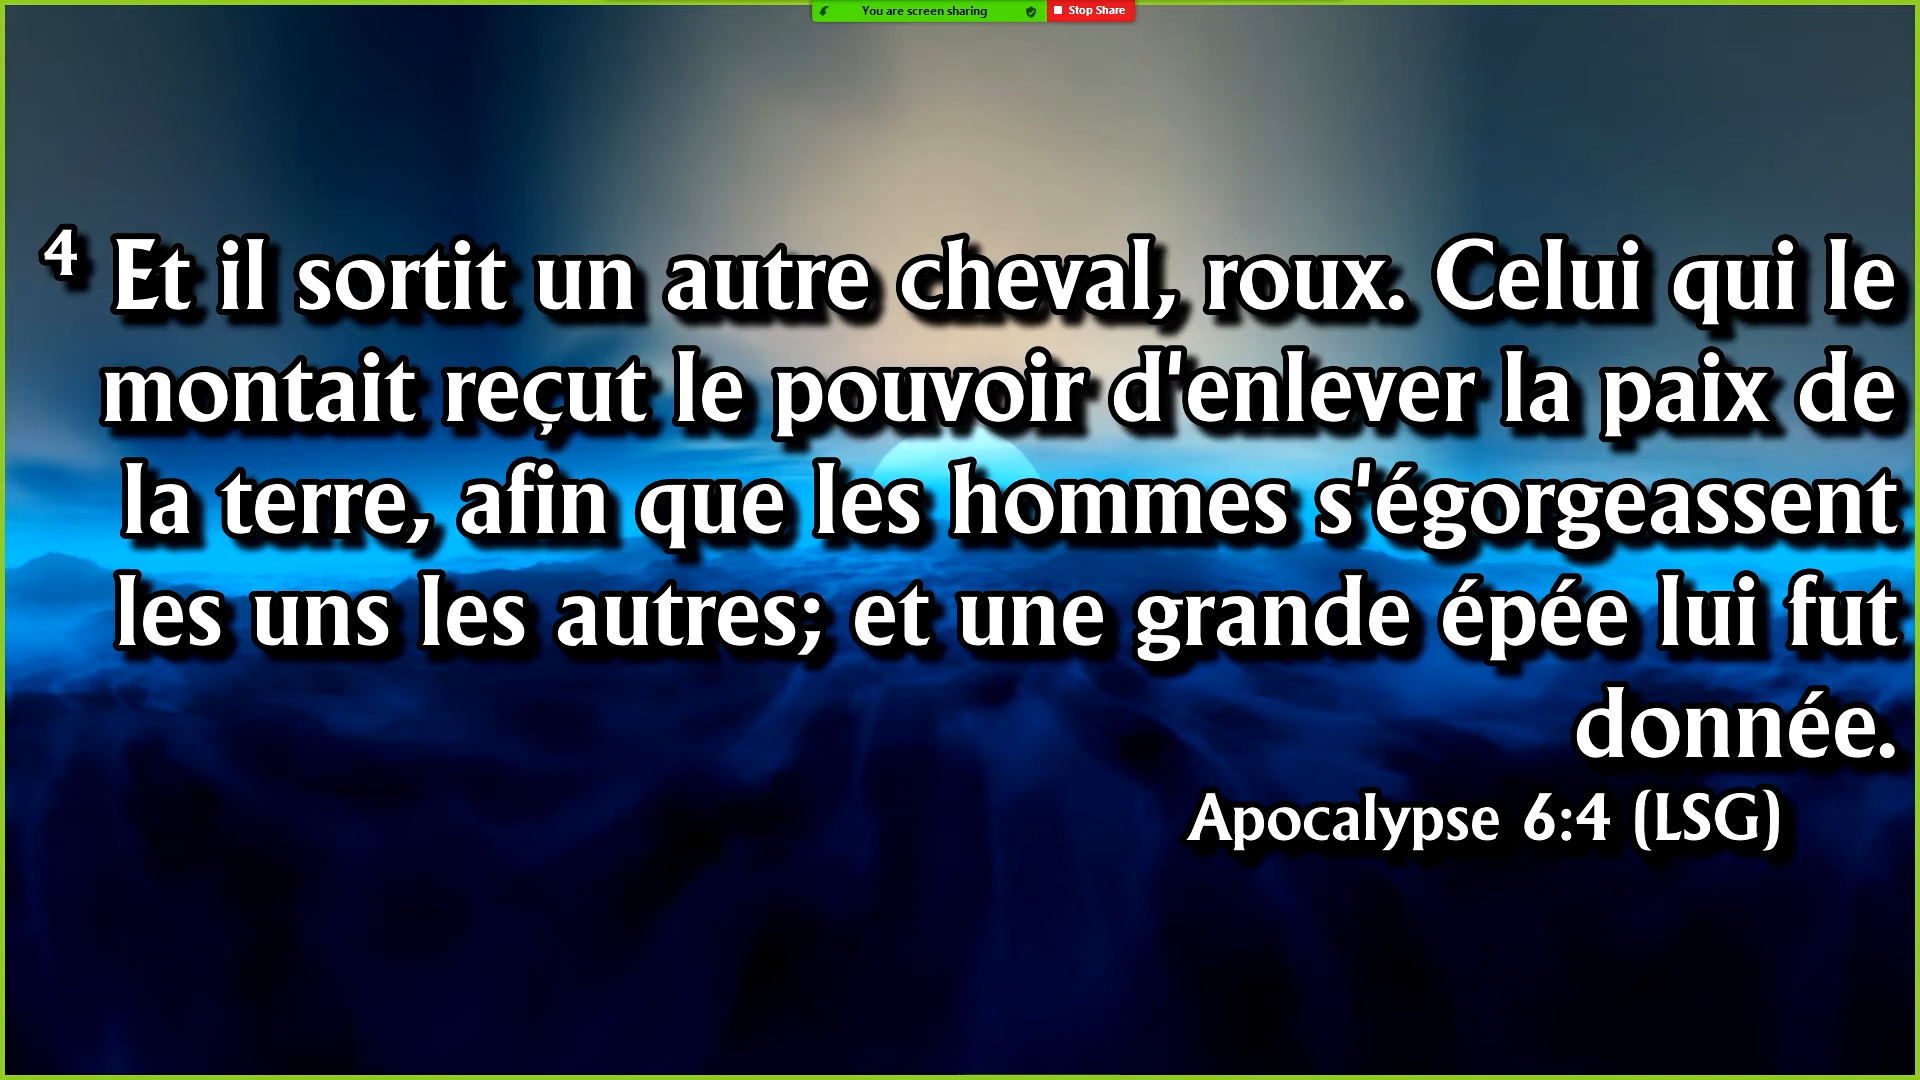 You are screen sharing
Stop Share
4 Et il sortit un autre cheval, roux. Celui qui le
montait reçut le pouvoir d'enlever la paix de
la terre, afin que les hommes s'égorgeassent
les uns les autres; et une grande épée lui fut
donnée.
Apocalypse 6:4 (LSG)